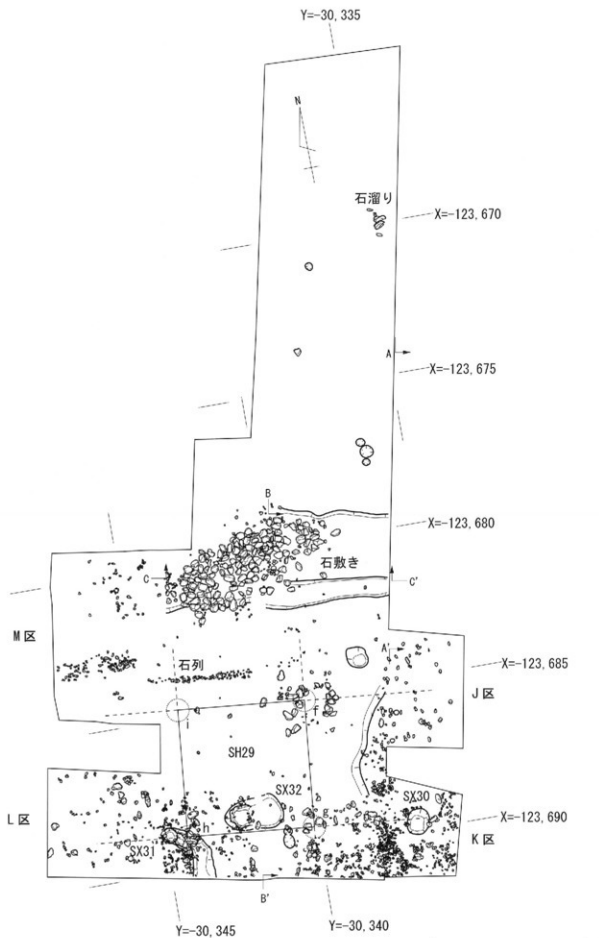 Y=-30,335
N
石溜り
X=-123,670
A
X=-123,675
B
X=-123,680
石敷き
C
C'
M区
石列
A'
X=-123,685
J区
i
f
SH29
SX32
SX30
L区
h
g
X=-123,690
SX31
K区
B'
Y=-30,345
Y=-30,340